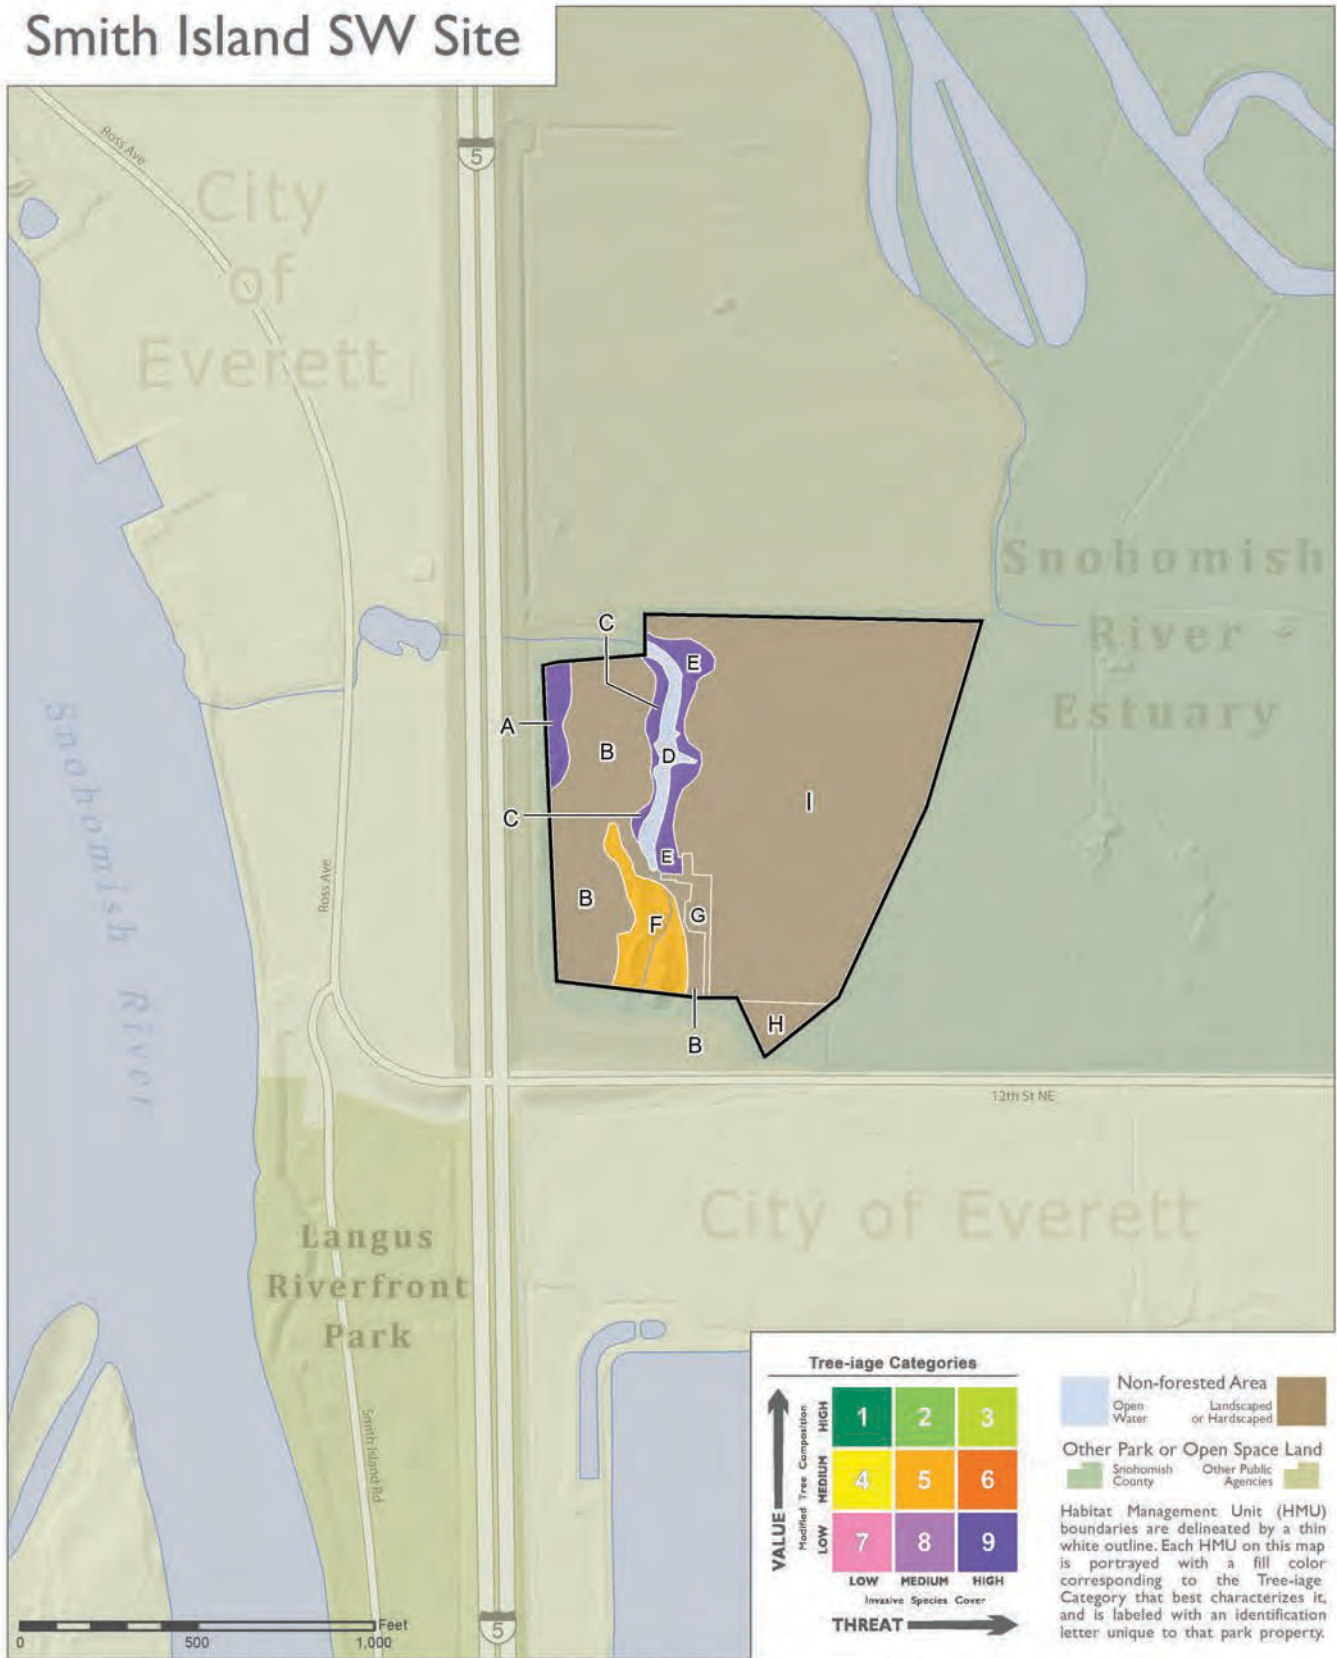 Smith Island SW Site
Ross Ave
5
City
of
Everett
Snohomish
River
Estuary
C
E
A
B
D
I
C
E
B
F
G
H
B
Snohomish River
Ross Ave
12th St NE
City of Everett
Langus
Riverfront
Park
Smith Island Rd
5
Feet
0 500 1,000
Tree-iage Categories
VALUE
Modified Tree Composition
HIGH
MEDIUM
LOW
1 2 3
4 5 6
7 8 9
LOW MEDIUM HIGH
Invasive Species Cover
THREAT
Non-forested Area
Open
Water
Landscaped
or Hardscaped
Other Park or Open Space Land
Snohomish
County
Other Public
Agencies
Habitat Management Unit (HMU)
boundaries are delineated by a thin
white outline. Each HMU on this map
is portrayed with a fill color
corresponding to the Tree-iage
Category that best characterizes it,
and is labeled with an identification
letter unique to that park property.